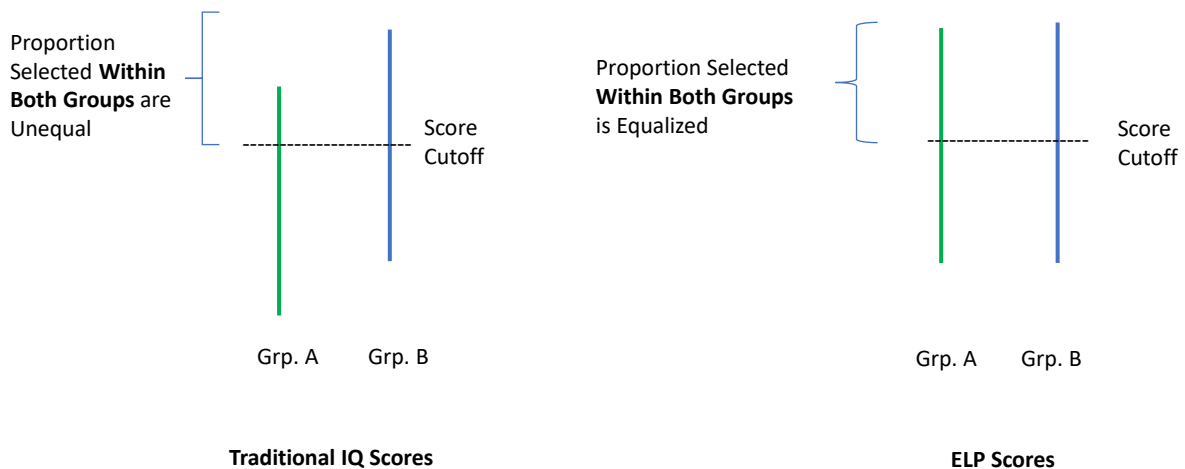 Proportion
Selected Within
Both Groups are
Unequal
Score
Cutoff
Grp. A
Grp. B
Traditional IQ Scores
Proportion Selected
Within Both Groups
is Equalized
Score
Cutoff
Grp. A
Grp. B
ELP Scores